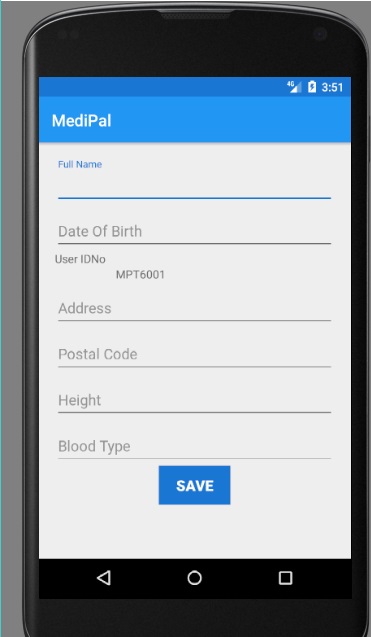 4G 3:51
MediPal
Full Name
Date Of Birth
User IDNo
MPT6001
Address
Postal Code
Height
Blood Type
SAVE